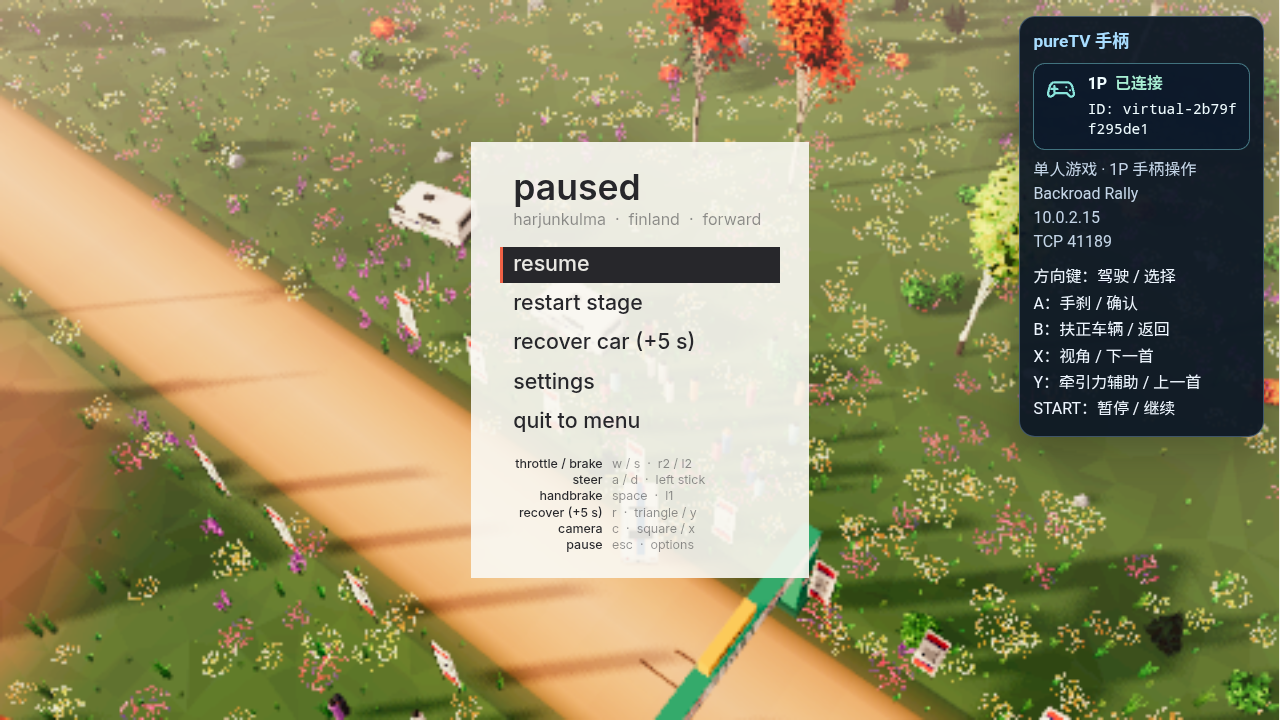 paused
harjunkulma · finland · forward
resume
restart stage
recover car (+5 s)
settings
quit to menu
throttle / brake w / s · r2 / l2
steer a / d · left stick
handbrake space · l1
recover (+5 s) r · triangle / y
camera c · square / x
pause esc · options
pureTV 手柄
1P 已连接
ID: virtual-2b79f
f295de1
单人游戏 · 1P 手柄操作
Backroad Rally
10.0.2.15
TCP 41189
方向键：驾驶 / 选择
A：手刹 / 确认
B：扶正车辆 / 返回
X：视角 / 下一首
Y：牵引力辅助 / 上一首
START：暂停 / 继续